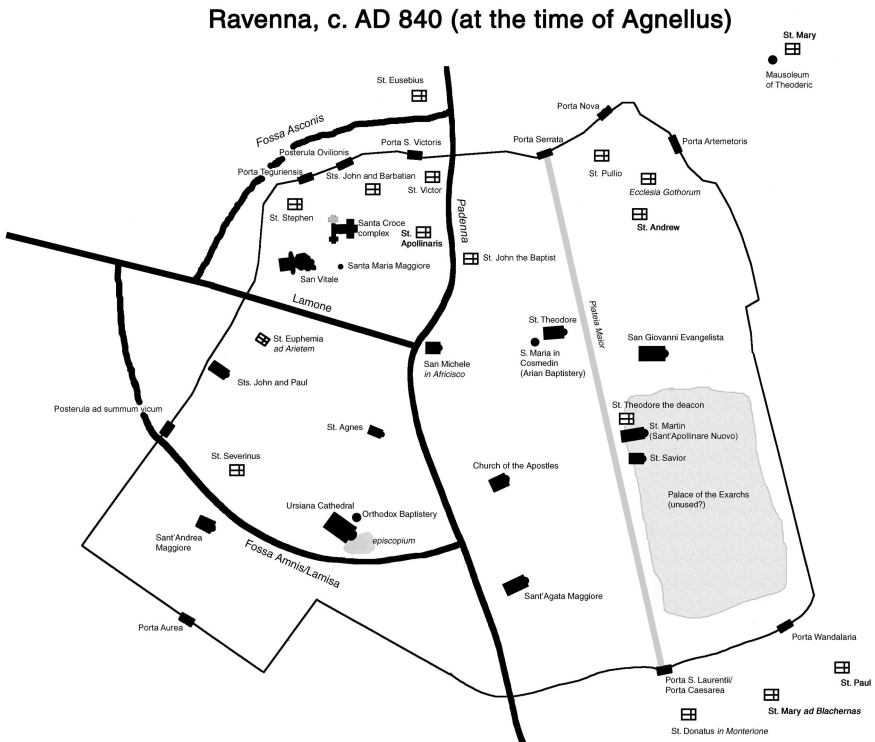 Ravenna, c. AD 840 (at the time of Agnellus)
St. Mary
Mausoleum
of Theoderic
St. Eusebius
Fossa Asconis
Porta Nova
Porta Serrata
Porta Artemetoris
Posterula Ovilionis
Porta S. Victoris
Porta Teguriensis
Sts. John and Barbatian
St. Victor
St. Pullio
Ecclesia Gothorum
St. Stephen
Santa Croce
complex
St.
Apollinaris
Padenna
St. Andrew
San Vitale
Santa Maria Maggiore
St. John the Baptist
Lamone
Plateia Maior
St. Theodore
S. Maria in
Cosmedin
(Arian Baptistery)
San Giovanni Evangelista
St. Euphemia
ad Arietem
San Michele
in Africisco
Sts. John and Paul
Posterula ad summum vicum
St. Agnes
St. Theodore the deacon
St. Martin
(Sant'Apollinare Nuovo)
St. Savior
St. Severinus
Church of the Apostles
Palace of the Exarchs
(unused?)
Ursiana Cathedral
Orthodox Baptistery
episcopium
Sant'Andrea
Maggiore
Fossa Amnis/Lamisa
Sant'Agata Maggiore
Porta Aurea
Porta Wandalaria
Porta S. Laurentii/
Porta Caesarea
St. Paul
St. Mary ad Blachernas
St. Donatus in Monterione